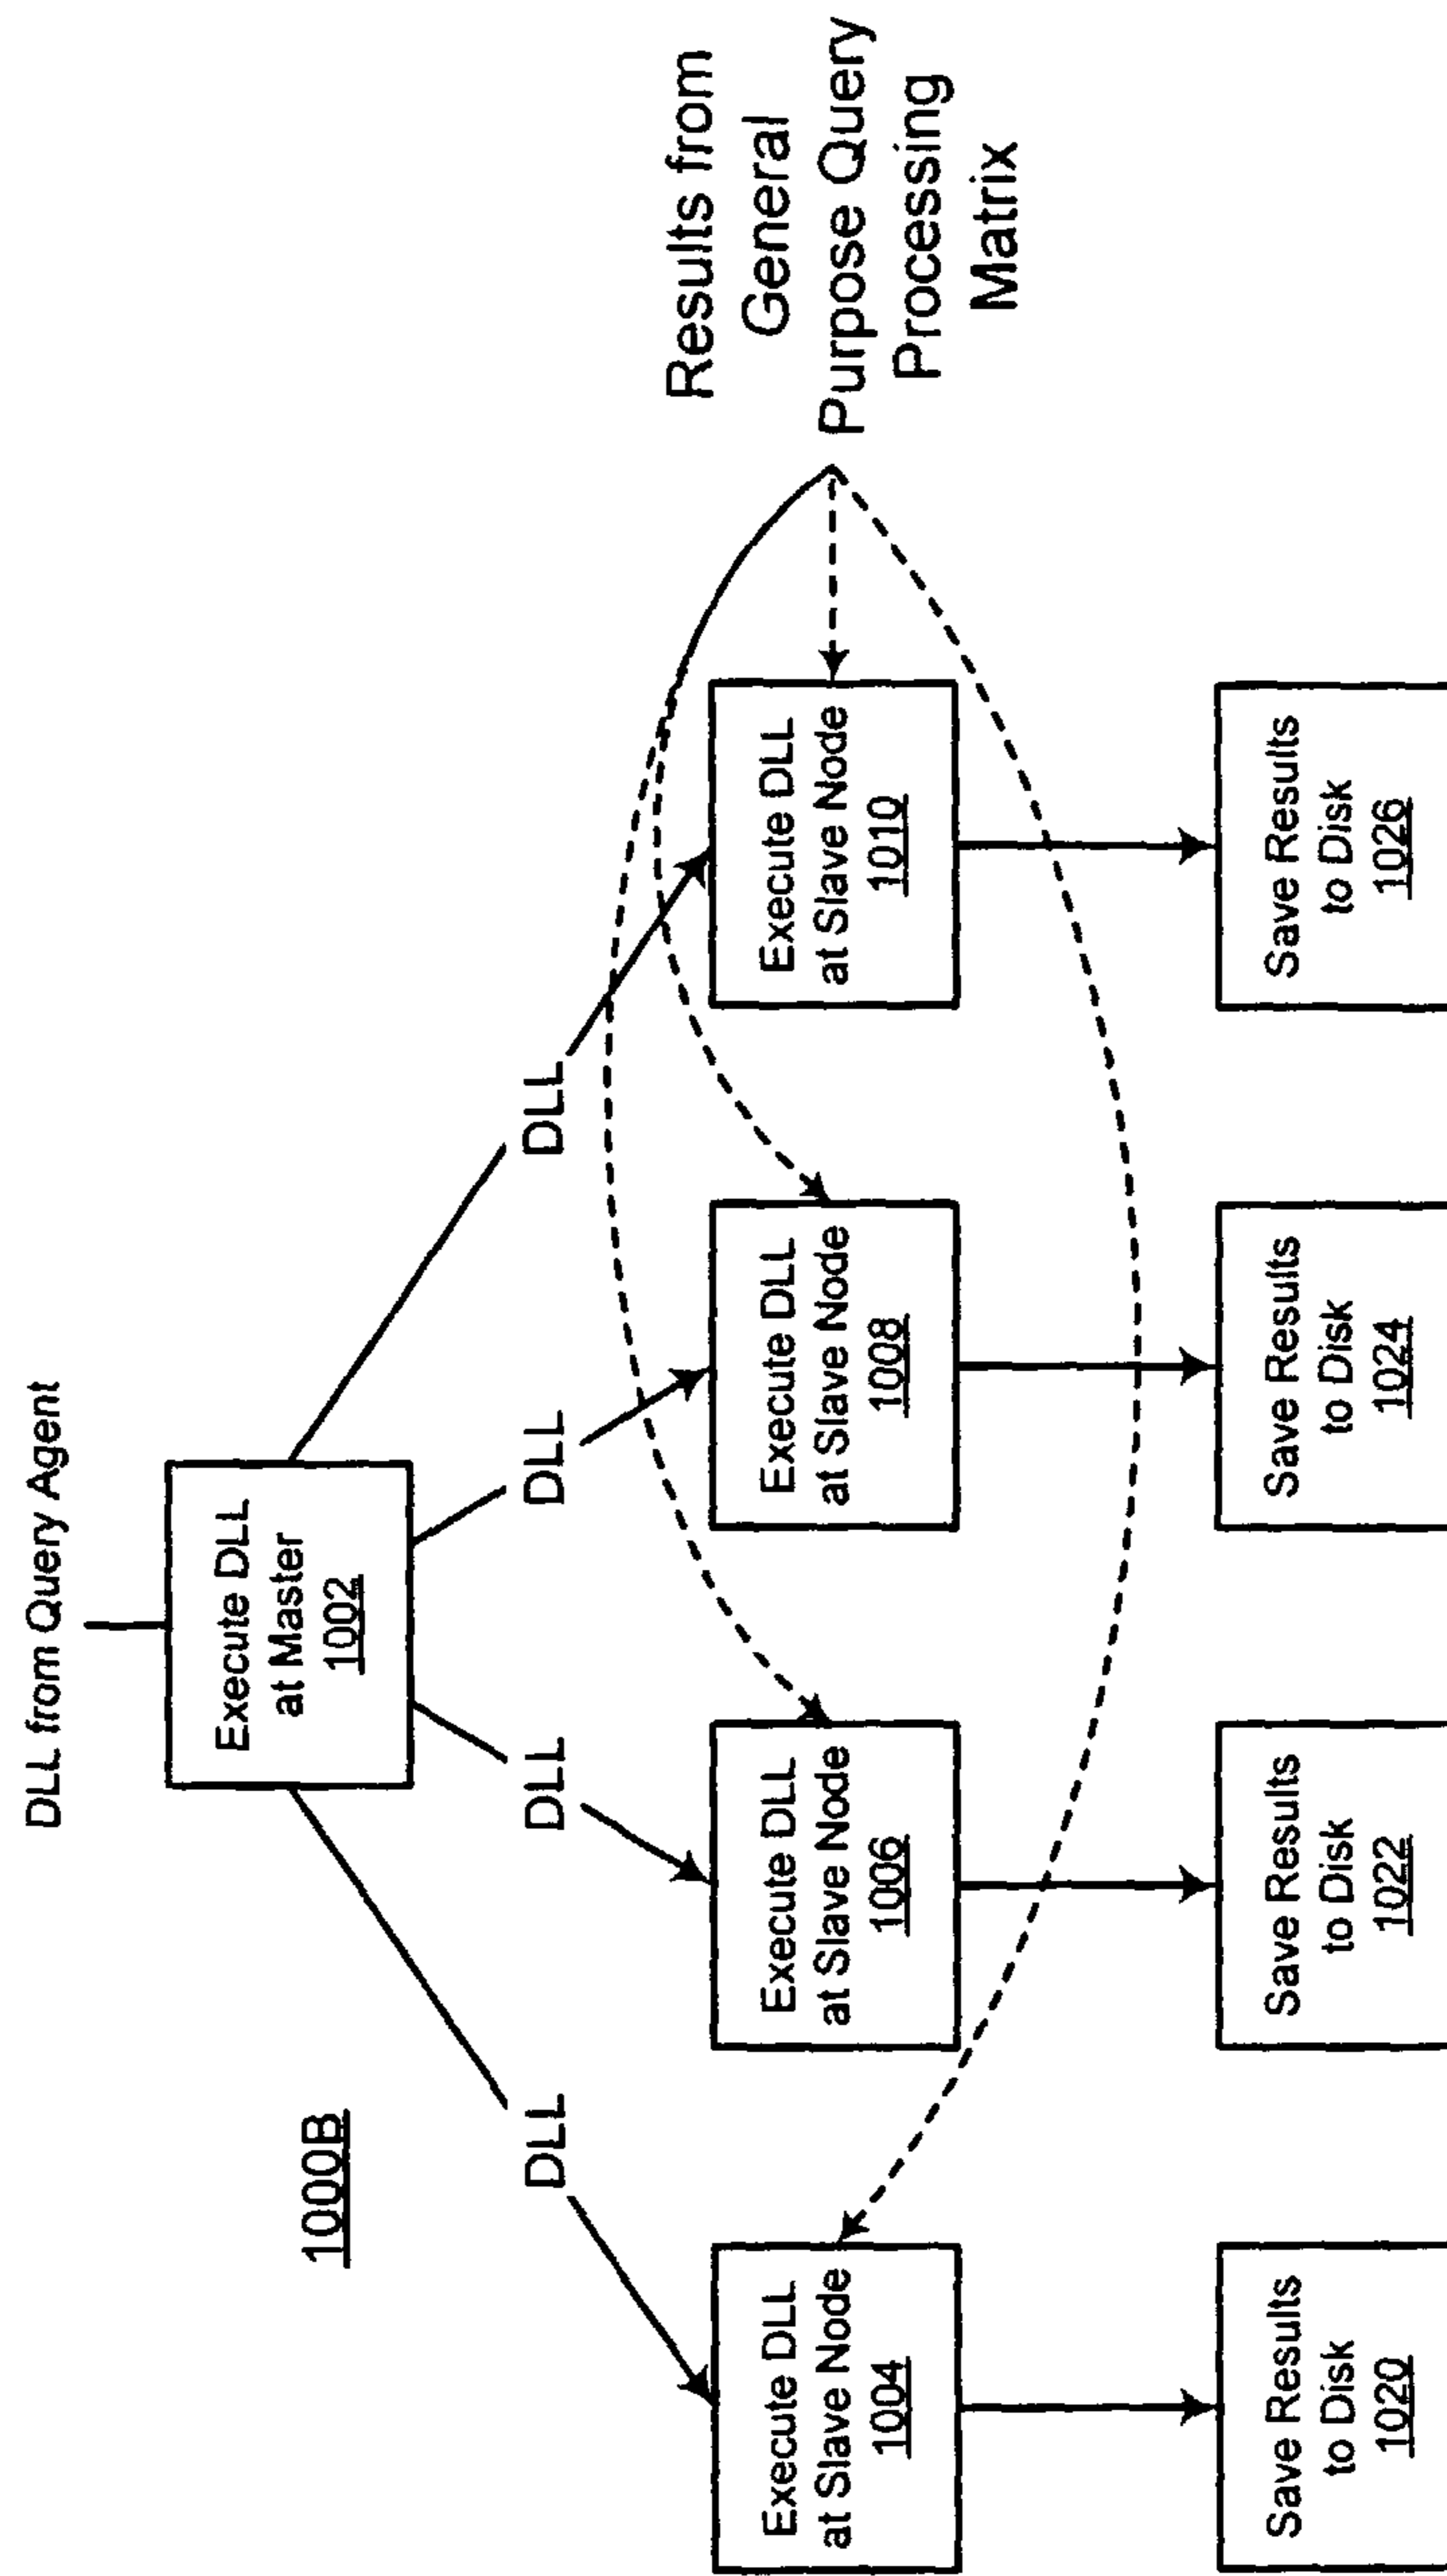 DLL from Query Agent
1000B
Execute DLL
at Master
1002
DLL
DLL
DLL
DLL
Results from
General
Purpose Query
Processing
Matrix
Execute DLL
at Slave Node
1004
Execute DLL
at Slave Node
1006
Execute DLL
at Slave Node
1008
Execute DLL
at Slave Node
1010
Save Results
to Disk
1020
Save Results
to Disk
1022
Save Results
to Disk
1024
Save Results
to Disk
1026